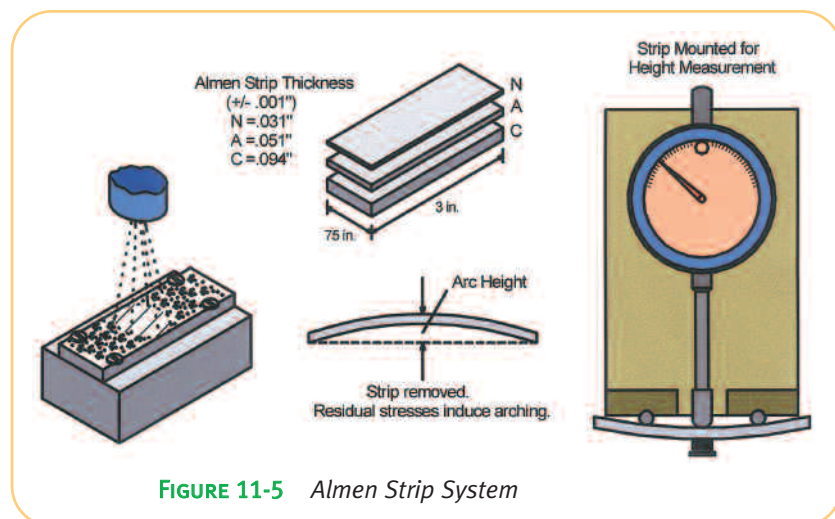 Almen Strip Thickness
(+/- .001")
N =.031"
A =.051"
C =.094"
N
A
C
75 in.
3 in.
Arc Height
Strip removed.
Residual stresses induce arching.
Strip Mounted for
Height Measurement
FIGURE 11-5 Almen Strip System